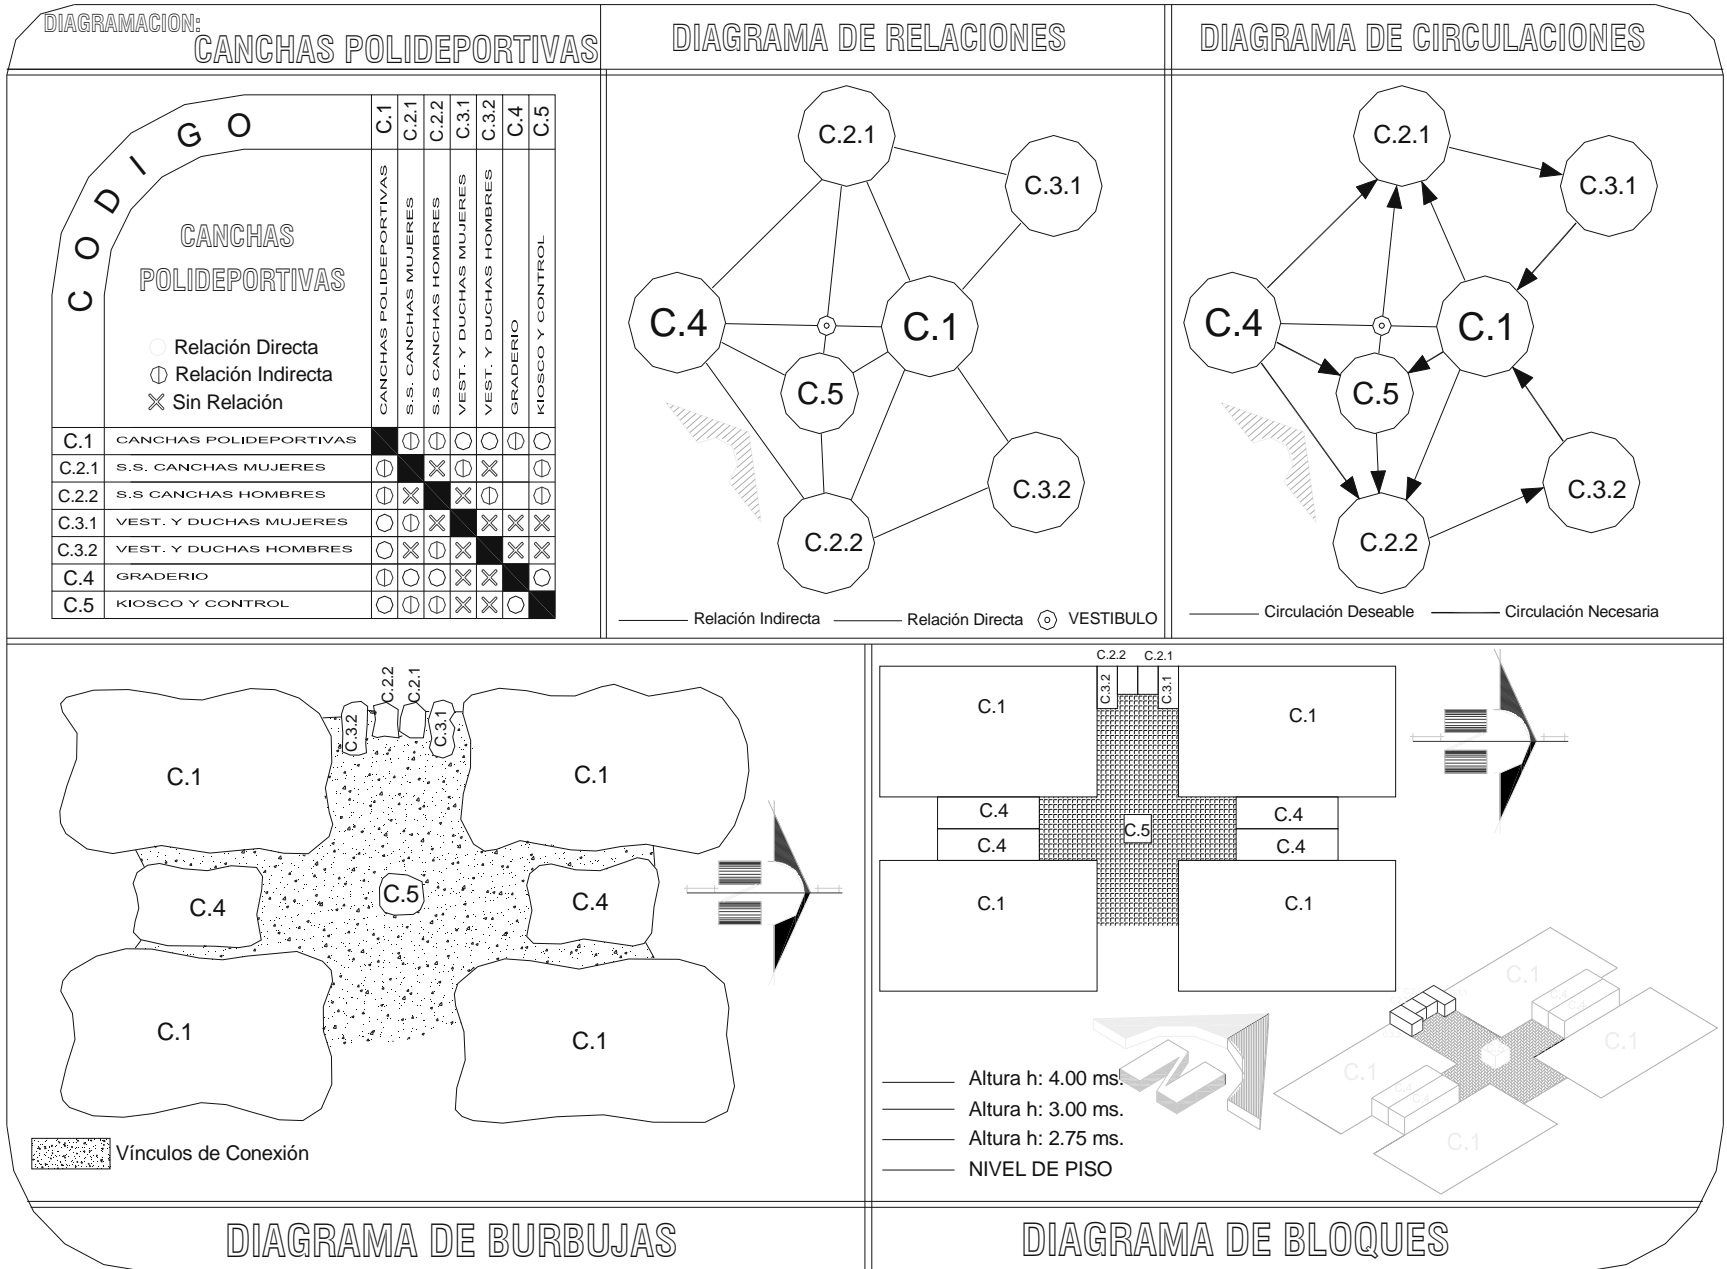 DIAGRAMACION:
CANCHAS POLIDEPORTIVAS
DIAGRAMA DE RELACIONES
DIAGRAMA DE CIRCULACIONES
CODIGO
C.1
C.2.1
C.2.2
C.3.1
C.3.2
C.4
C.5
CANCHAS
POLIDEPORTIVAS
CANCHAS POLIDEPORTIVAS
S.S. CANCHAS MUJERES
S.S CANCHAS HOMBRES
VEST. Y DUCHAS MUJERES
VEST. Y DUCHAS HOMBRES
GRADERIO
KIOSCO Y CONTROL
Relación Directa
Relación Indirecta
Sin Relación
C.1 CANCHAS POLIDEPORTIVAS
C.2.1 S.S. CANCHAS MUJERES
C.2.2 S.S CANCHAS HOMBRES
C.3.1 VEST. Y DUCHAS MUJERES
C.3.2 VEST. Y DUCHAS HOMBRES
C.4 GRADERIO
C.5 KIOSCO Y CONTROL
C.2.1
C.3.1
C.4
C.1
C.5
C.3.2
C.2.2
Relación Indirecta
Relación Directa
VESTIBULO
C.2.1
C.3.1
C.4
C.1
C.5
C.3.2
C.2.2
Circulación Deseable
Circulación Necesaria
C.2.2
C.2.1
C.3.2
C.3.1
C.1
C.1
C.4
C.5
C.4
C.1
C.1
Vínculos de Conexión
DIAGRAMA DE BURBUJAS
C.2.2
C.2.1
C.3.2
C.3.1
C.1
C.1
C.4
C.4
C.5
C.4
C.4
C.1
C.1
Altura h: 4.00 ms.
Altura h: 3.00 ms.
Altura h: 2.75 ms.
NIVEL DE PISO
C.1
C.4
C.4
C.1
C.1
C.4
C.4
C.1
DIAGRAMA DE BLOQUES